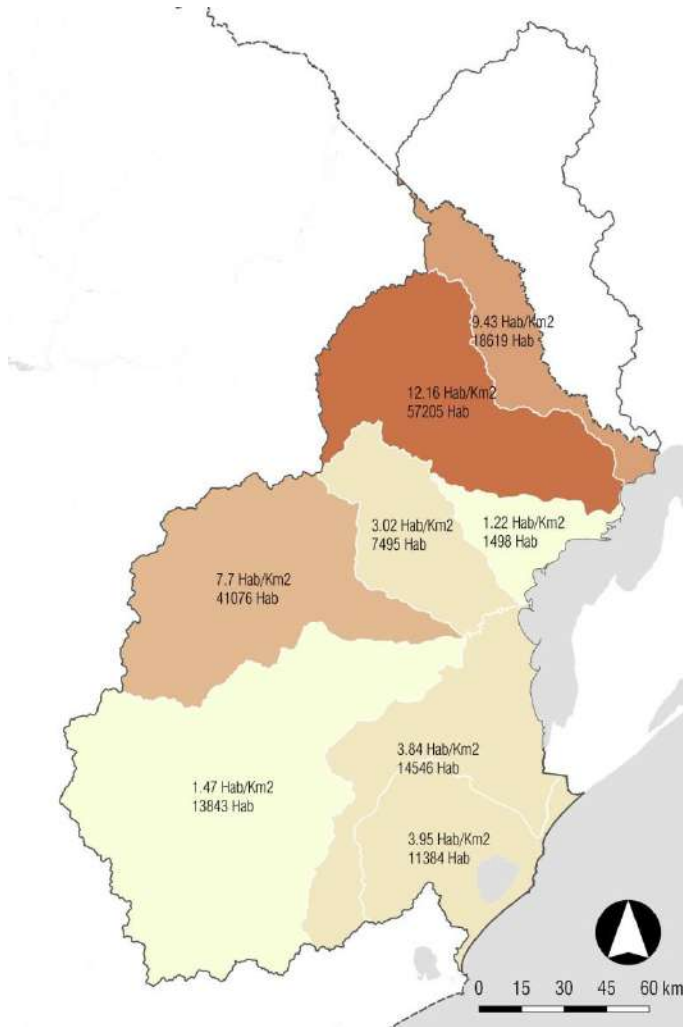 9.43 Hab/Km2
18619 Hab
12.16 Hab/Km2
57205 Hab
3.02 Hab/Km2
7495 Hab
1.22 Hab/Km2
1498 Hab
7.7 Hab/Km2
41076 Hab
3.84 Hab/Km2
14546 Hab
1.47 Hab/Km2
13843 Hab
3.95 Hab/Km2
11384 Hab
0 15 30 45 60 km